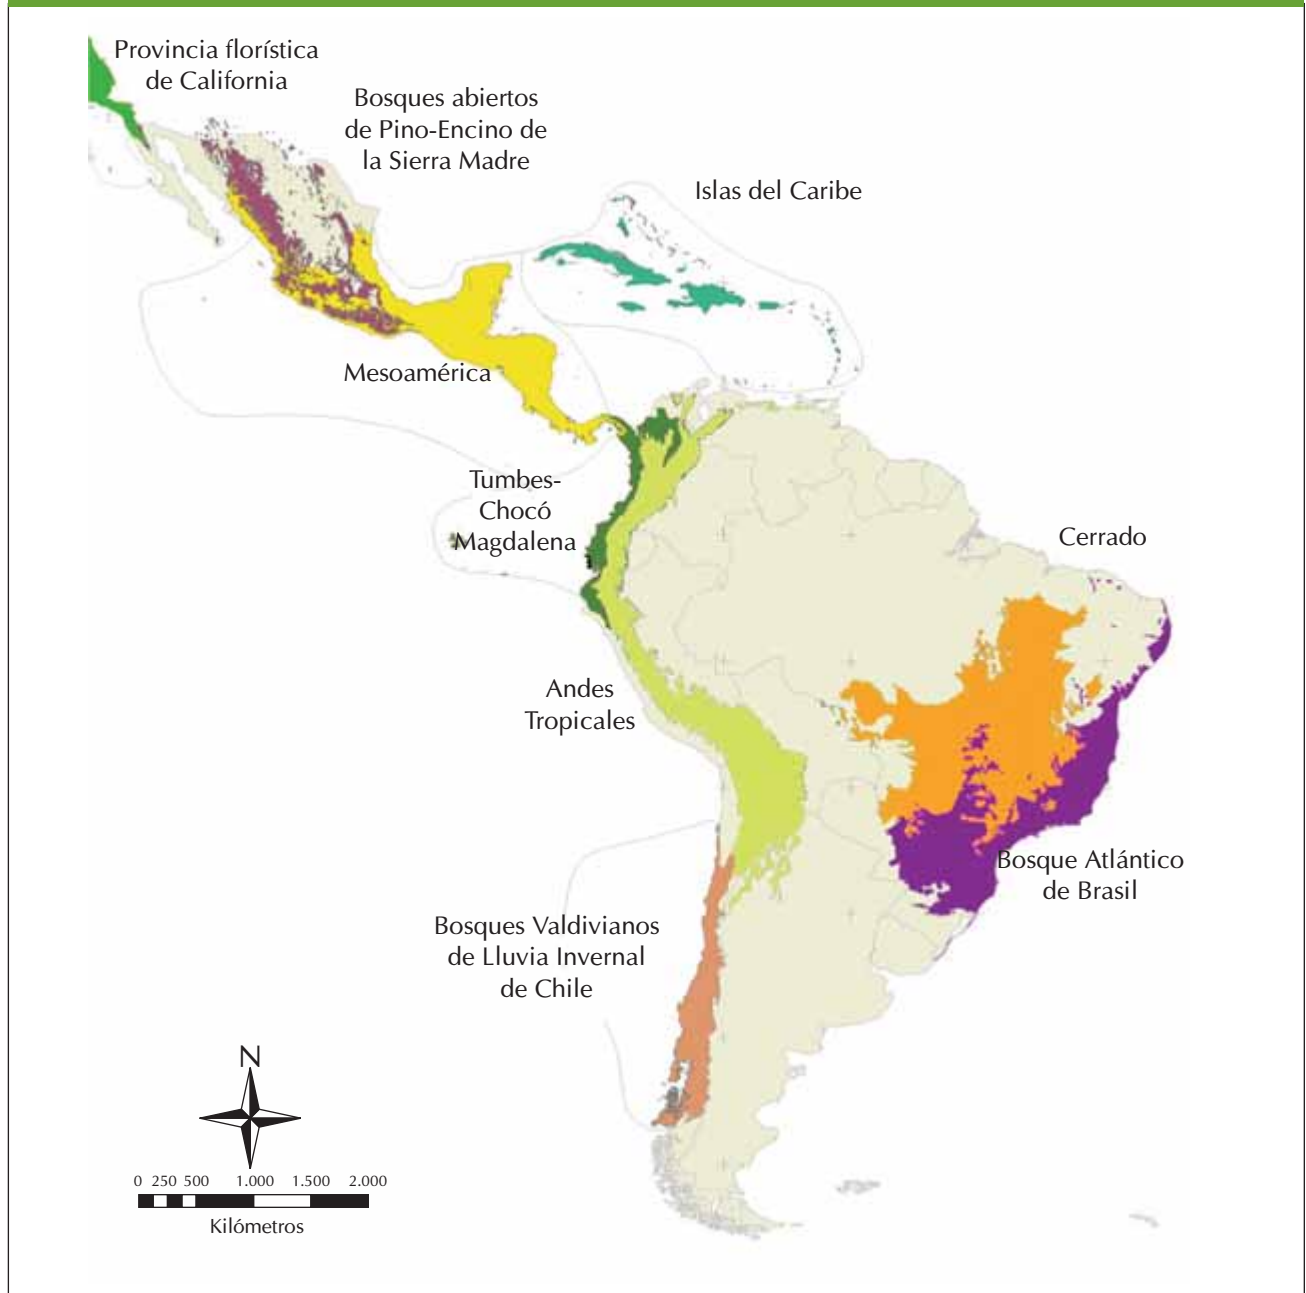 Provincia florística
de California
Bosques abiertos
de Pino-Encino de
la Sierra Madre
Islas del Caribe
Mesoamérica
Tumbes-
Chocó
Magdalena
Cerrado
Andes
Tropicales
Bosque Atlántico
de Brasil
Bosques Valdivianos
de Lluvia Invernal
de Chile
N
0 250 500 1.000 1.500 2.000
Kilómetros